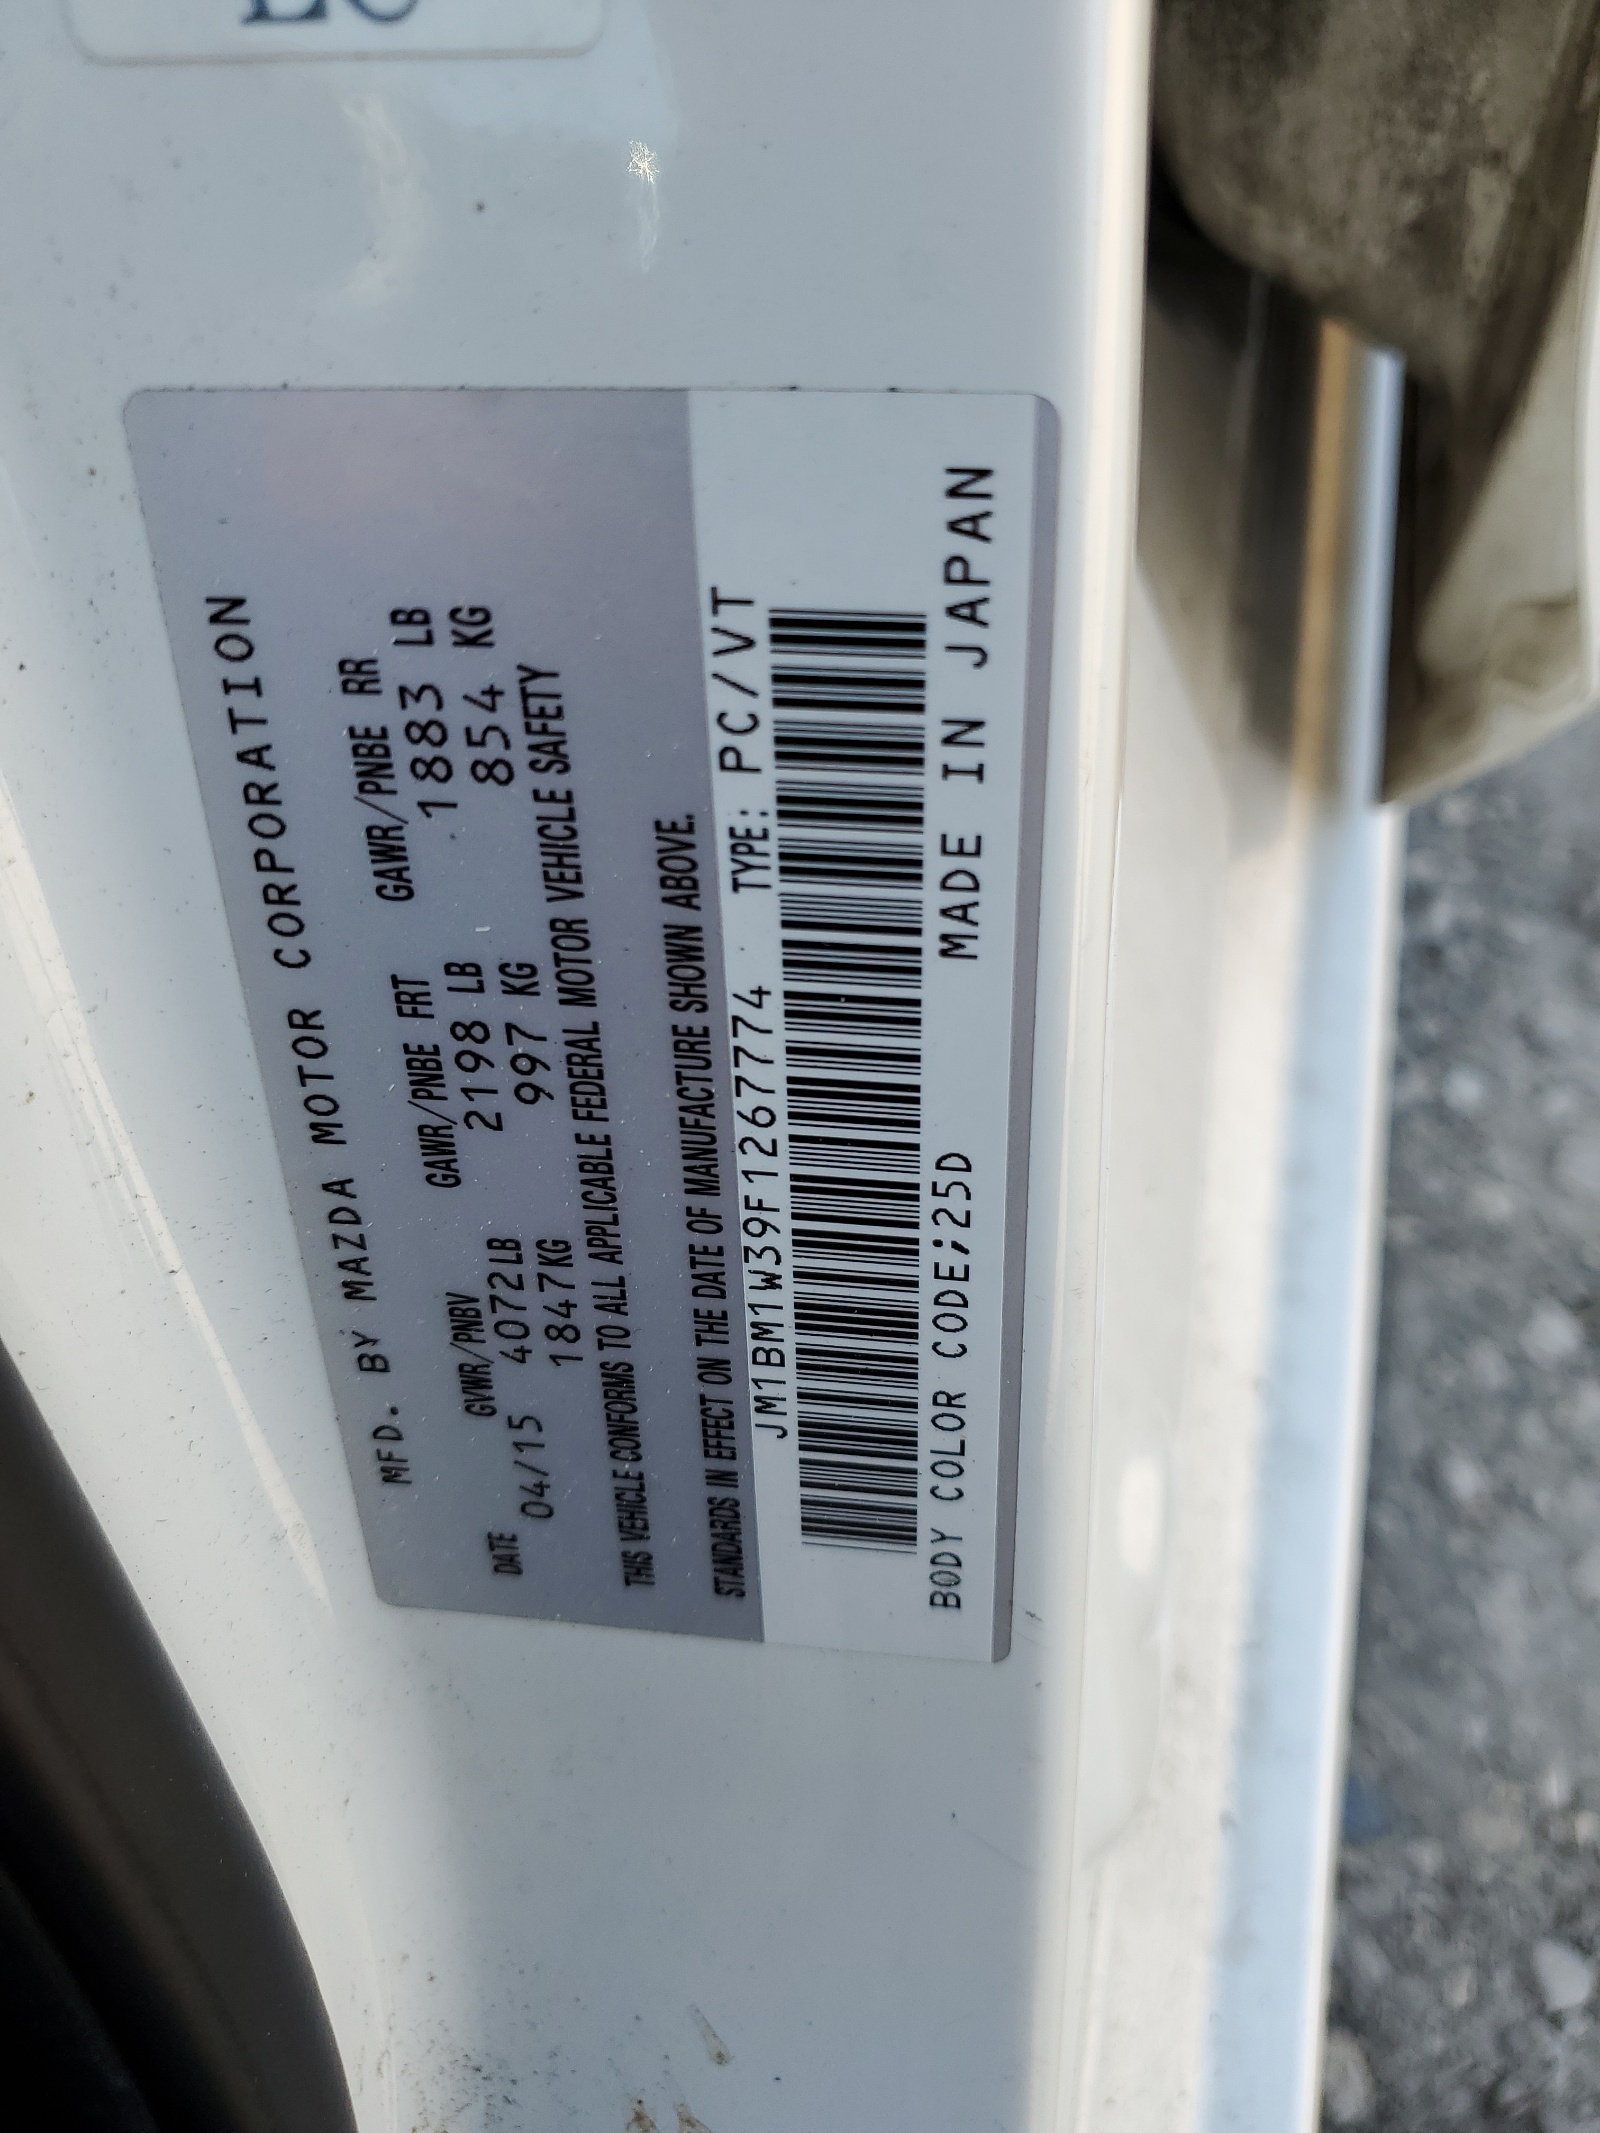 MFD. BY MAZDA MOTOR CORPORATION
GVWR/PNBV GAWR/PNBE FRT GAWR/PNBE RR
DATE 04/15 4072LB 2198 LB 1883 LB
1847KG 997 KG 854 KG
THIS VEHICLE CONFORMS TO ALL APPLICABLE FEDERAL MOTOR VEHICLE SAFETY
STANDARDS IN EFFECT ON THE DATE OF MANUFACTURE SHOWN ABOVE.
JM1BM1W39F1267774 TYPE: PC/VT
BODY COLOR CODE;25D MADE IN JAPAN